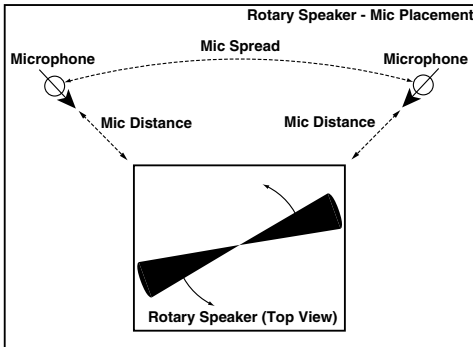 Rotary Speaker - Mic Placement
Mic Spread
Microphone
Microphone
Mic Distance
Mic Distance
Rotary Speaker (Top View)